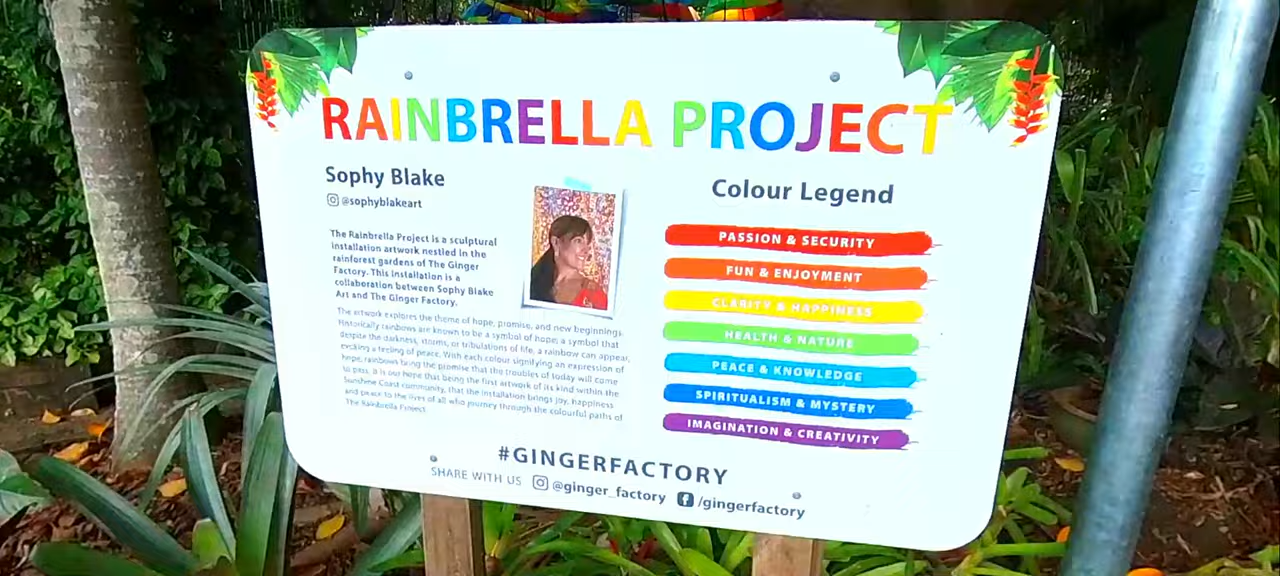 RAINBRELLA PROJECT
Sophy Blake
@sophyblakeart
The Rainbrella Project is a sculptural
installation artwork nestled in the
rainforest gardens of The Ginger
Factory. This installation is a
collaboration between Sophy Blake
Art and The Ginger Factory.
The artwork explores the theme of hope, promise, and new beginnings.
Historically rainbows are known to be a symbol of hope; a symbol that
despite the darkness, storms, or tribulations of life, a rainbow can appear,
evoking a feeling of peace. With each colour signifying an expression of
hope; rainbows bring the promise that the troubles of today will come
to pass. It is our hope that being the first artwork of its kind within the
Sunshine Coast community, that the installation brings joy, happiness
and peace to the lives of all who journey through the colourful paths of
The Rainbrella Project.
Colour Legend
PASSION & SECURITY
FUN & ENJOYMENT
CLARITY & HAPPINESS
HEALTH & NATURE
PEACE & KNOWLEDGE
SPIRITUALISM & MYSTERY
IMAGINATION & CREATIVITY
#GINGERFACTORY
SHARE WITH US @ginger_factory /gingerfactory